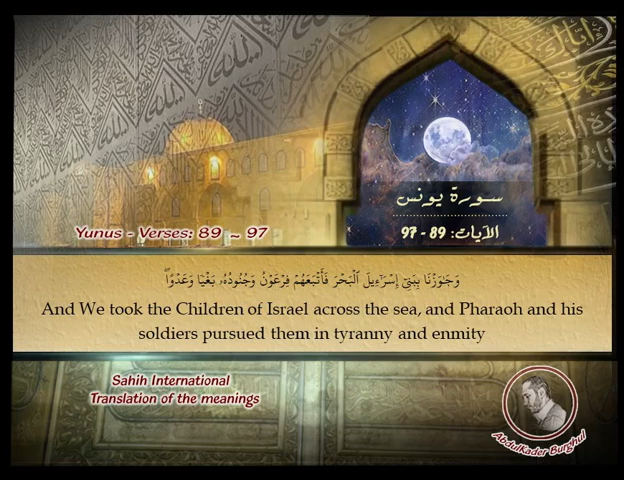 سورة يونس
الآيات: 89 - 97
Yunus - Verses: 89 ~ 97
وَجَٰوَزْنَا بِبَنِىٓ إِسْرَٰٓءِيلَ ٱلْبَحْرَ فَأَتْبَعَهُمْ فِرْعَوْنُ وَجُنُودُهُۥ بَغْيًا وَعَدْوًا ۖ
And We took the Children of Israel across the sea, and Pharaoh and his
soldiers pursued them in tyranny and enmity
Sahih International
Translation of the meanings
AbdulKader Burghul